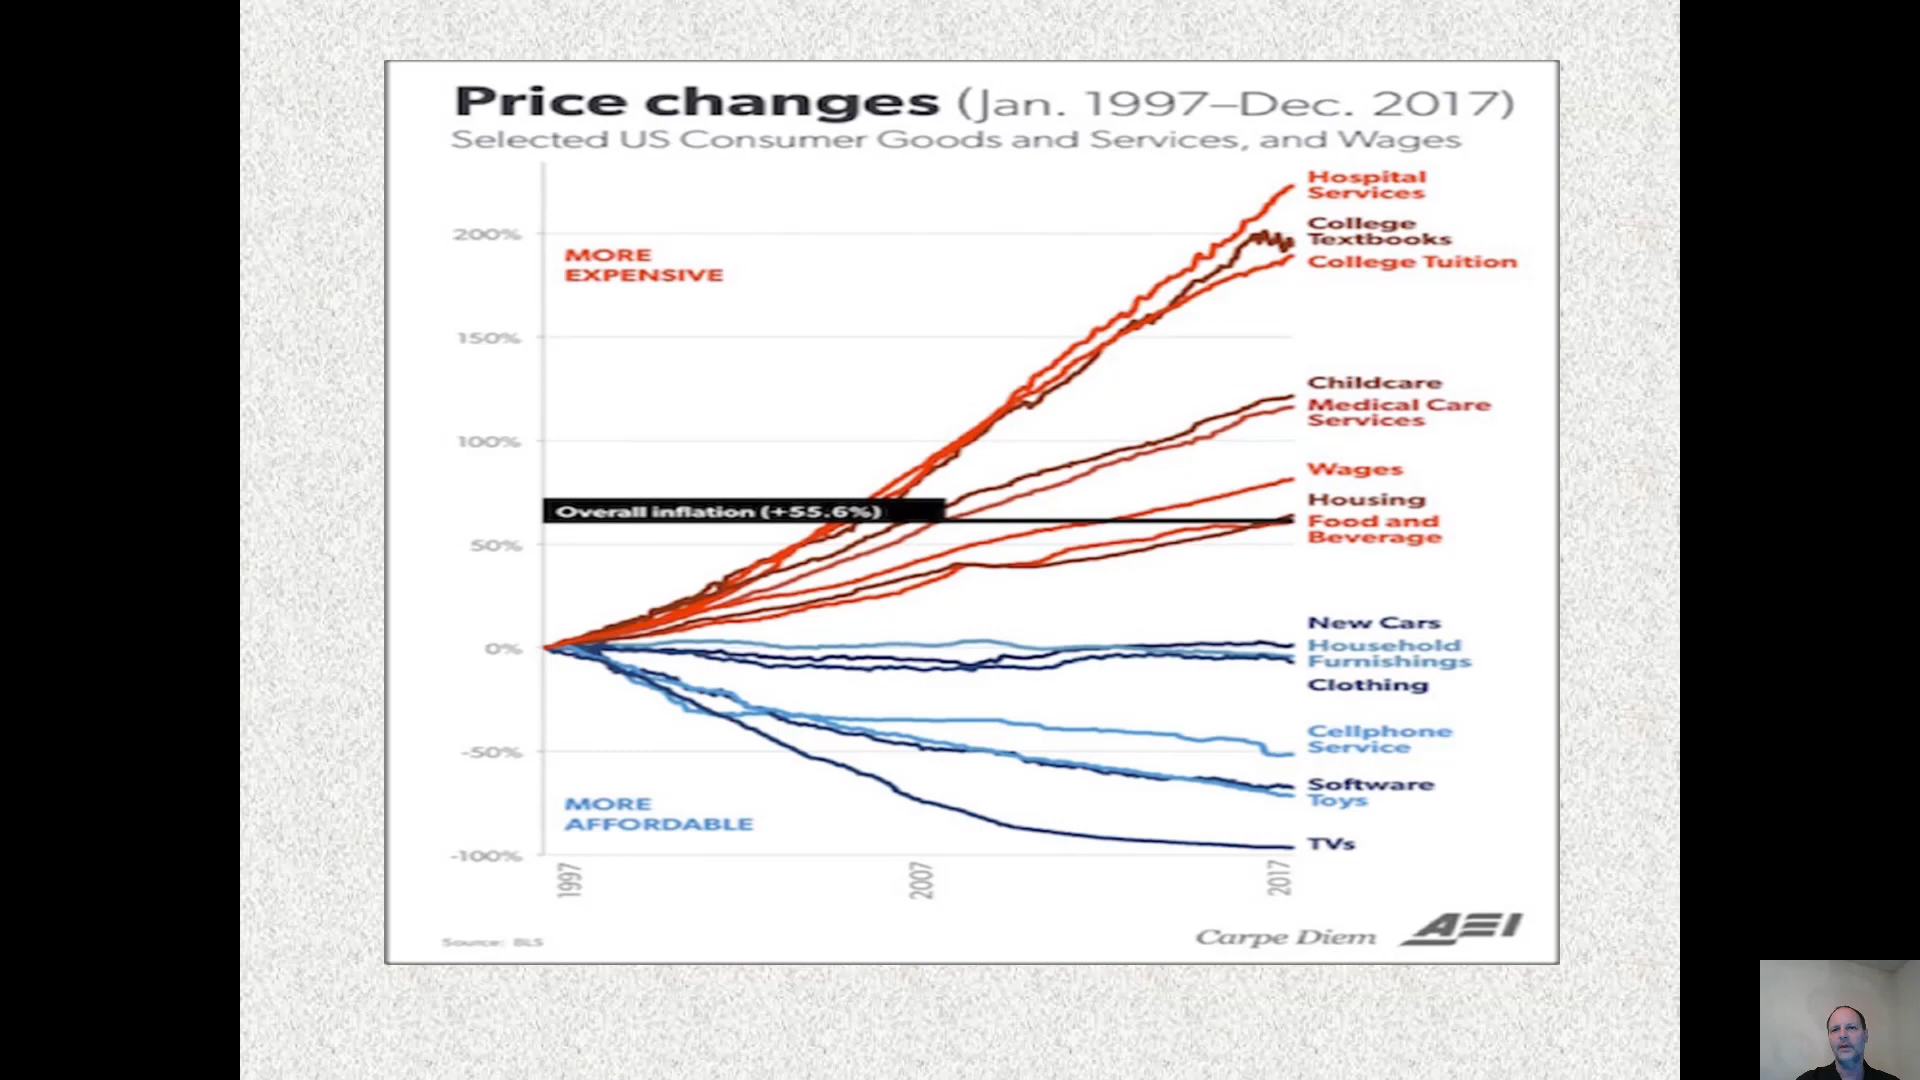 Price changes (Jan. 1997–Dec. 2017)
Selected US Consumer Goods and Services, and Wages
Hospital
Services
College
Textbooks
College Tuition
200%
MORE
EXPENSIVE
150%
Childcare
Medical Care
Services
100%
Wages
Housing
Overall inflation (+55.6%)
Food and
Beverage
50%
New Cars
0%
Household
Furnishings
Clothing
Cellphone
Service
-50%
Software
Toys
MORE
AFFORDABLE
TVs
-100%
1997
2007
2017
Source: BLS
Carpe Diem AEI